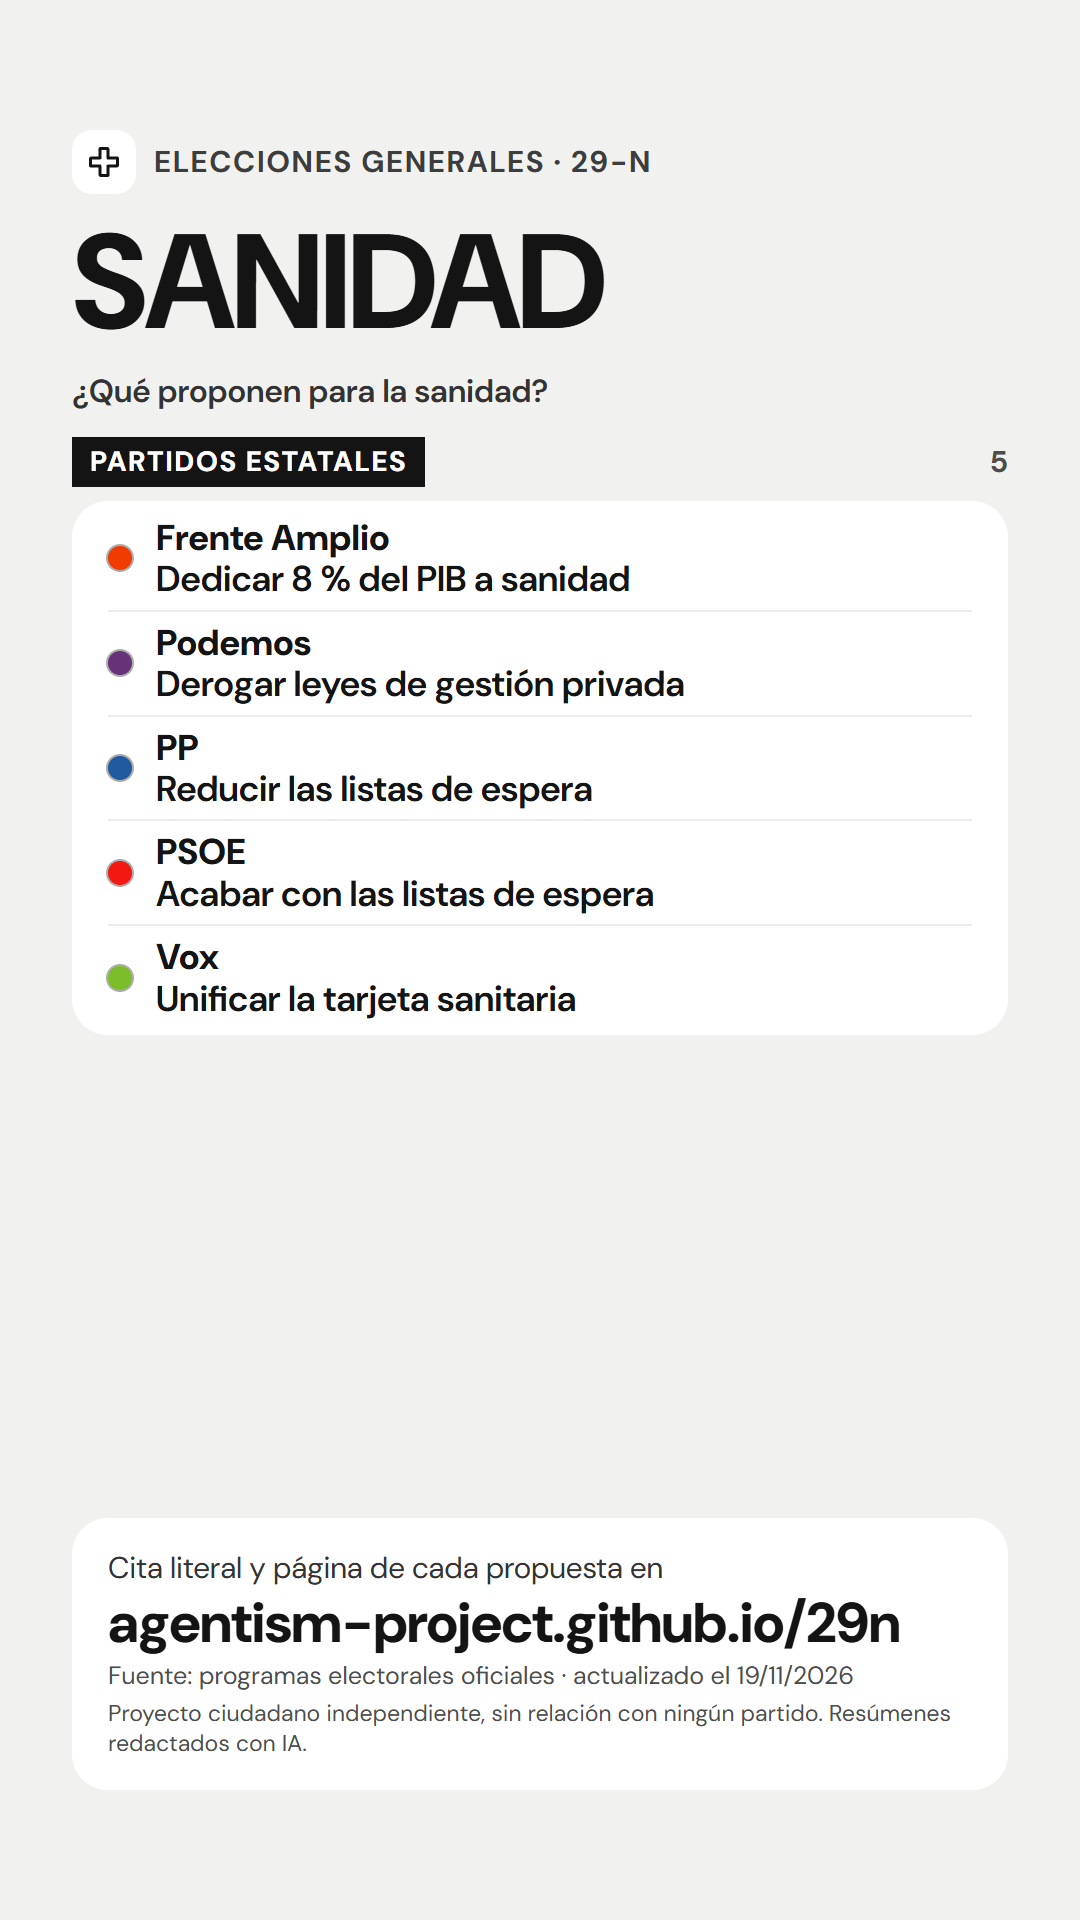 ELECCIONES GENERALES · 29-N
SANIDAD
¿Qué proponen para la sanidad?
PARTIDOS ESTATALES
5
Frente Amplio
Dedicar 8 % del PIB a sanidad
Podemos
Derogar leyes de gestión privada
PP
Reducir las listas de espera
PSOE
Acabar con las listas de espera
Vox
Unificar la tarjeta sanitaria
Cita literal y página de cada propuesta en
agentism-project.github.io/29n
Fuente: programas electorales oficiales · actualizado el 19/11/2026
Proyecto ciudadano independiente, sin relación con ningún partido. Resúmenes
redactados con IA.